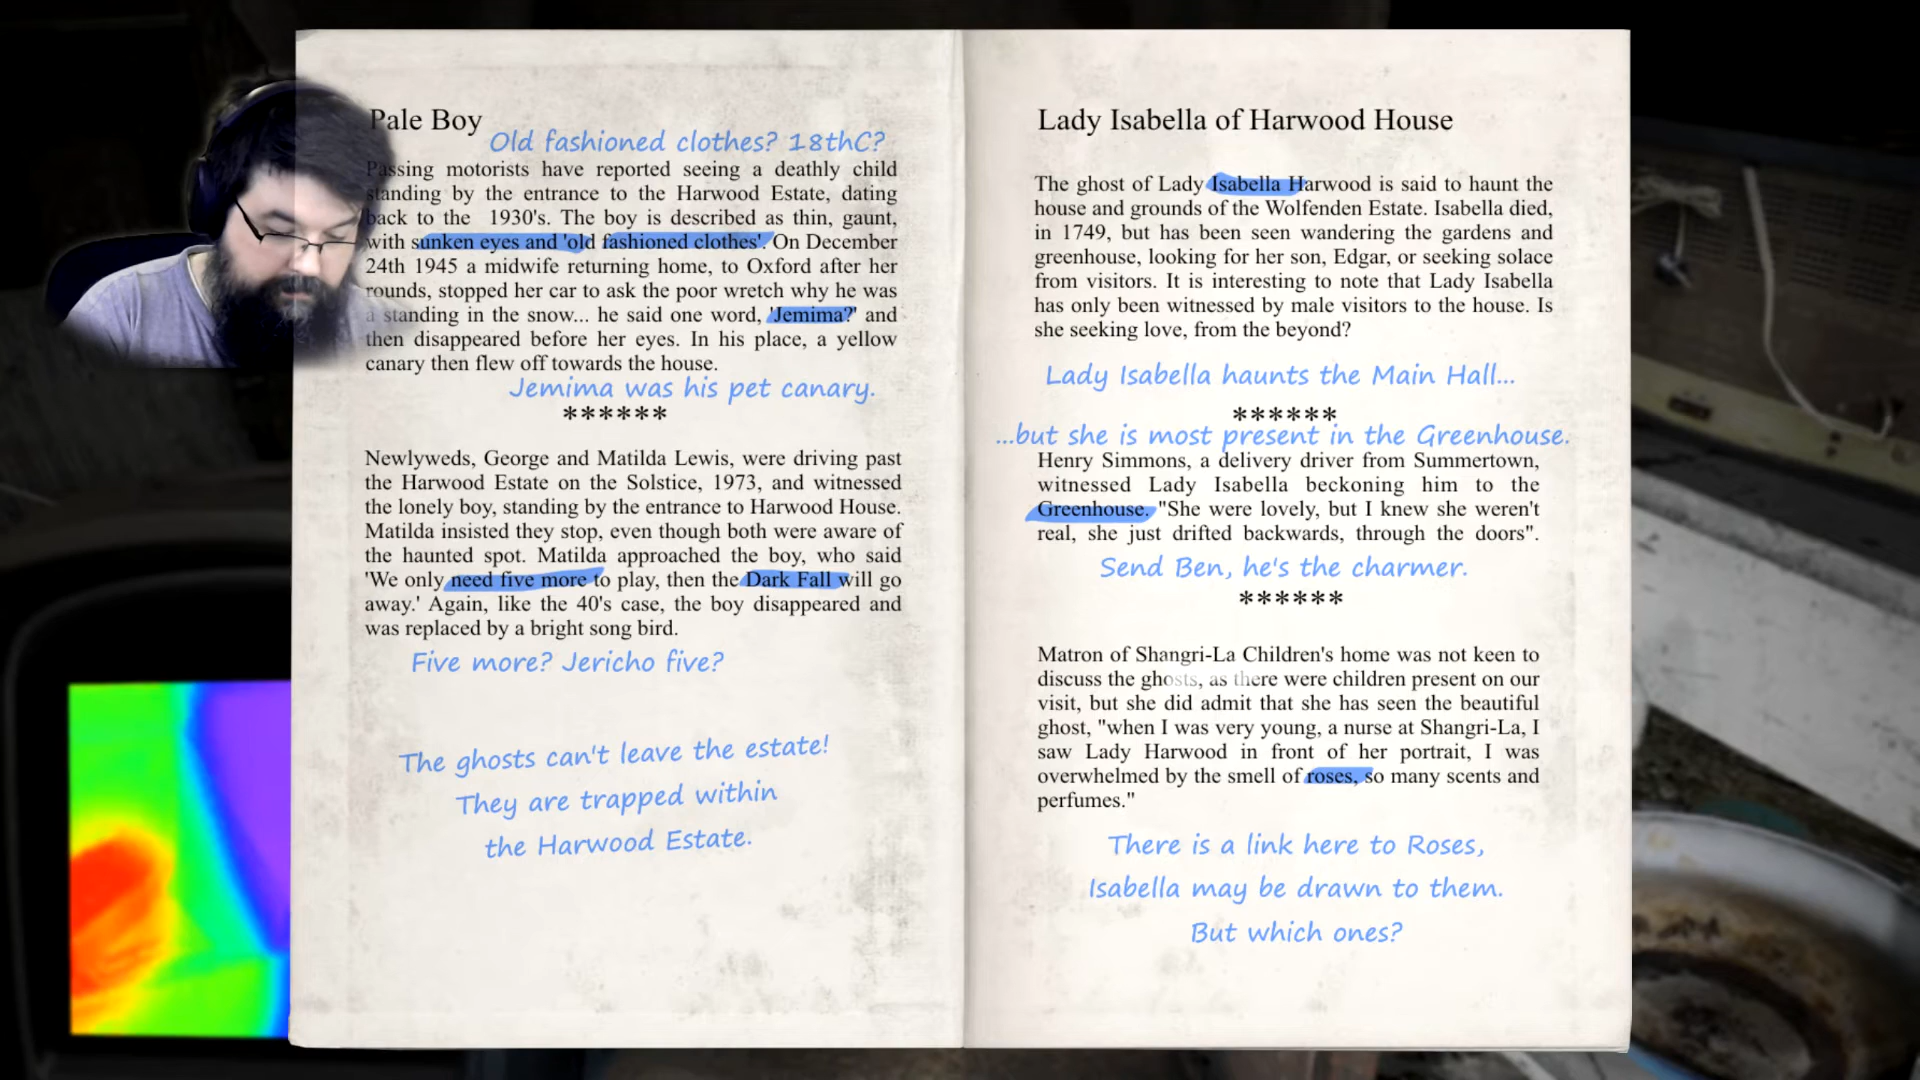 Pale Boy
Old fashioned clothes? 18thC?
Passing motorists have reported seeing a deathly child
standing by the entrance to the Harwood Estate, dating
back to the 1930's. The boy is described as thin, gaunt,
with sunken eyes and 'old fashioned clothes'. On December
24th 1945 a midwife returning home, to Oxford after her
rounds, stopped her car to ask the poor wretch why he was
a standing in the snow... he said one word, 'Jemima?' and
then disappeared before her eyes. In his place, a yellow
canary then flew off towards the house.
Jemima was his pet canary.
******
Newlyweds, George and Matilda Lewis, were driving past
the Harwood Estate on the Solstice, 1973, and witnessed
the lonely boy, standing by the entrance to Harwood House.
Matilda insisted they stop, even though both were aware of
the haunted spot. Matilda approached the boy, who said
'We only need five more to play, then the Dark Fall will go
away.' Again, like the 40's case, the boy disappeared and
was replaced by a bright song bird.
Five more? Jericho five?
The ghosts can't leave the estate!
They are trapped within
the Harwood Estate.
Lady Isabella of Harwood House
The ghost of Lady Isabella Harwood is said to haunt the
house and grounds of the Wolfenden Estate. Isabella died,
in 1749, but has been seen wandering the gardens and
greenhouse, looking for her son, Edgar, or seeking solace
from visitors. It is interesting to note that Lady Isabella
has only been witnessed by male visitors to the house. Is
she seeking love, from the beyond?
Lady Isabella haunts the Main Hall...
******
...but she is most present in the Greenhouse.
Henry Simmons, a delivery driver from Summertown,
witnessed Lady Isabella beckoning him to the
Greenhouse. "She were lovely, but I knew she weren't
real, she just drifted backwards, through the doors".
Send Ben, he's the charmer.
******
Matron of Shangri-La Children's home was not keen to
discuss the ghosts, as there were children present on our
visit, but she did admit that she has seen the beautiful
ghost, "when I was very young, a nurse at Shangri-La, I
saw Lady Harwood in front of her portrait, I was
overwhelmed by the smell of roses, so many scents and
perfumes."
There is a link here to Roses,
Isabella may be drawn to them.
But which ones?